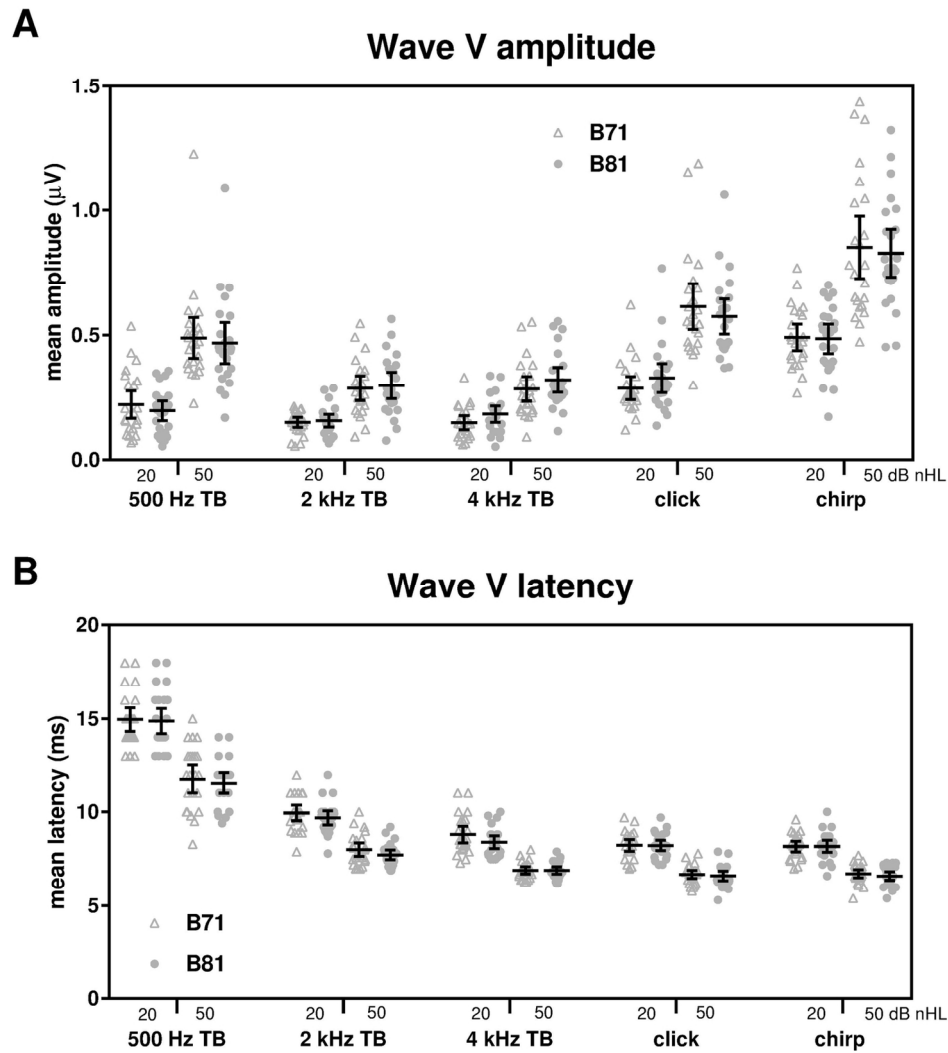 A
Wave V amplitude
mean amplitude (μV)
1.5
1.0
0.5
0.0
B71
B81
20 50 20 50 20 50 20 50 20 50 dB nHL
500 Hz TB 2 kHz TB 4 kHz TB click chirp
B
Wave V latency
mean latency (ms)
20
15
10
5
0
B71
B81
20 50 20 50 20 50 20 50 20 50 dB nHL
500 Hz TB 2 kHz TB 4 kHz TB click chirp